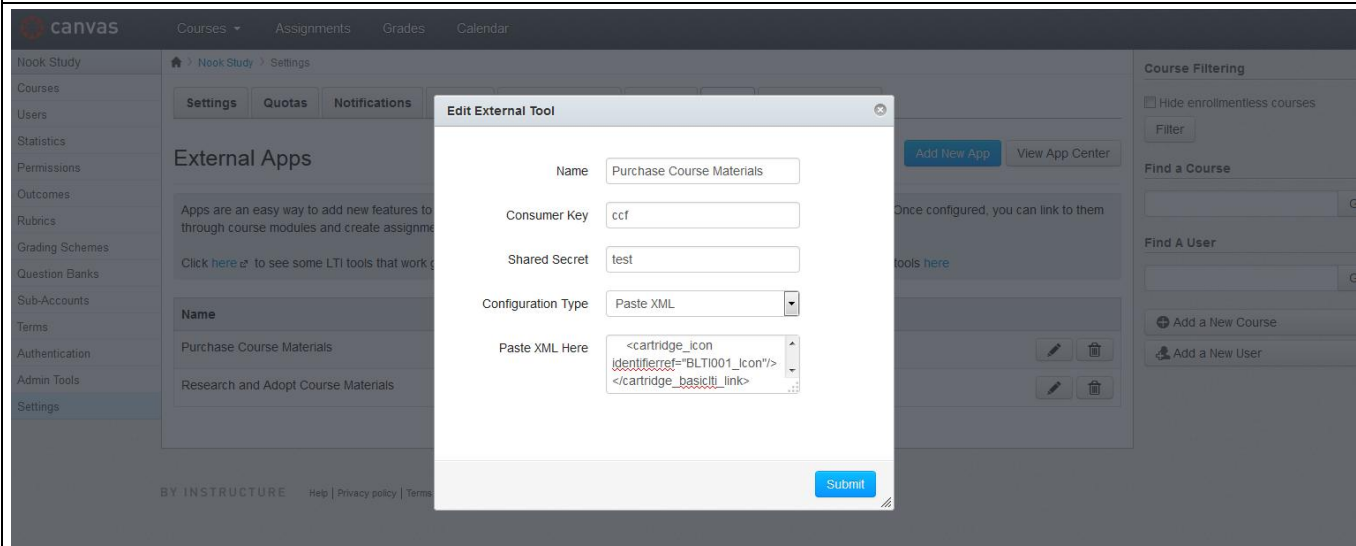 canvas
Courses Assignments Grades Calendar
Nook Study
Courses
Users
Statistics
Permissions
Outcomes
Rubrics
Grading Schemes
Question Banks
Sub-Accounts
Terms
Authentication
Admin Tools
Settings
> Nook Study > Settings
Settings Quotas Notifications
External Apps
Add New App View App Center
Apps are an easy way to add new features to
Once configured, you can link to them
through course modules and create assignme
Click here to see some LTI tools that work g
tools here
Name
Purchase Course Materials
Research and Adopt Course Materials
BY INSTRUCTURE Help | Privacy policy | Terms
Edit External Tool
Name Purchase Course Materials
Consumer Key ccf
Shared Secret test
Configuration Type Paste XML
Paste XML Here
<cartridge_icon
identifierref="BLTI001_Icon"/>
</cartridge_basiclti_link>
Submit
Course Filtering
Hide enrollmentless courses
Filter
Find a Course
G
Find A User
G
Add a New Course
Add a New User